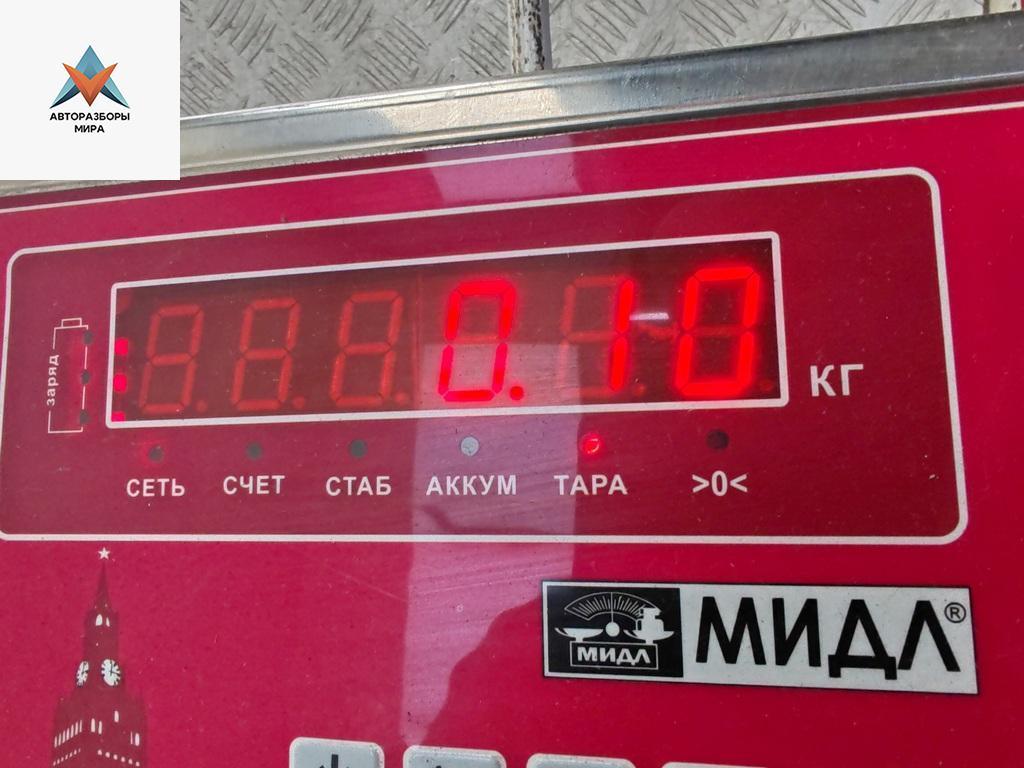 АВТОРАЗБОРЫ
МИРА
заряд
0.10
КГ
СЕТЬ СЧЕТ СТАБ АККУМ ТАРА >0<
МИДЛ
МИДЛ®